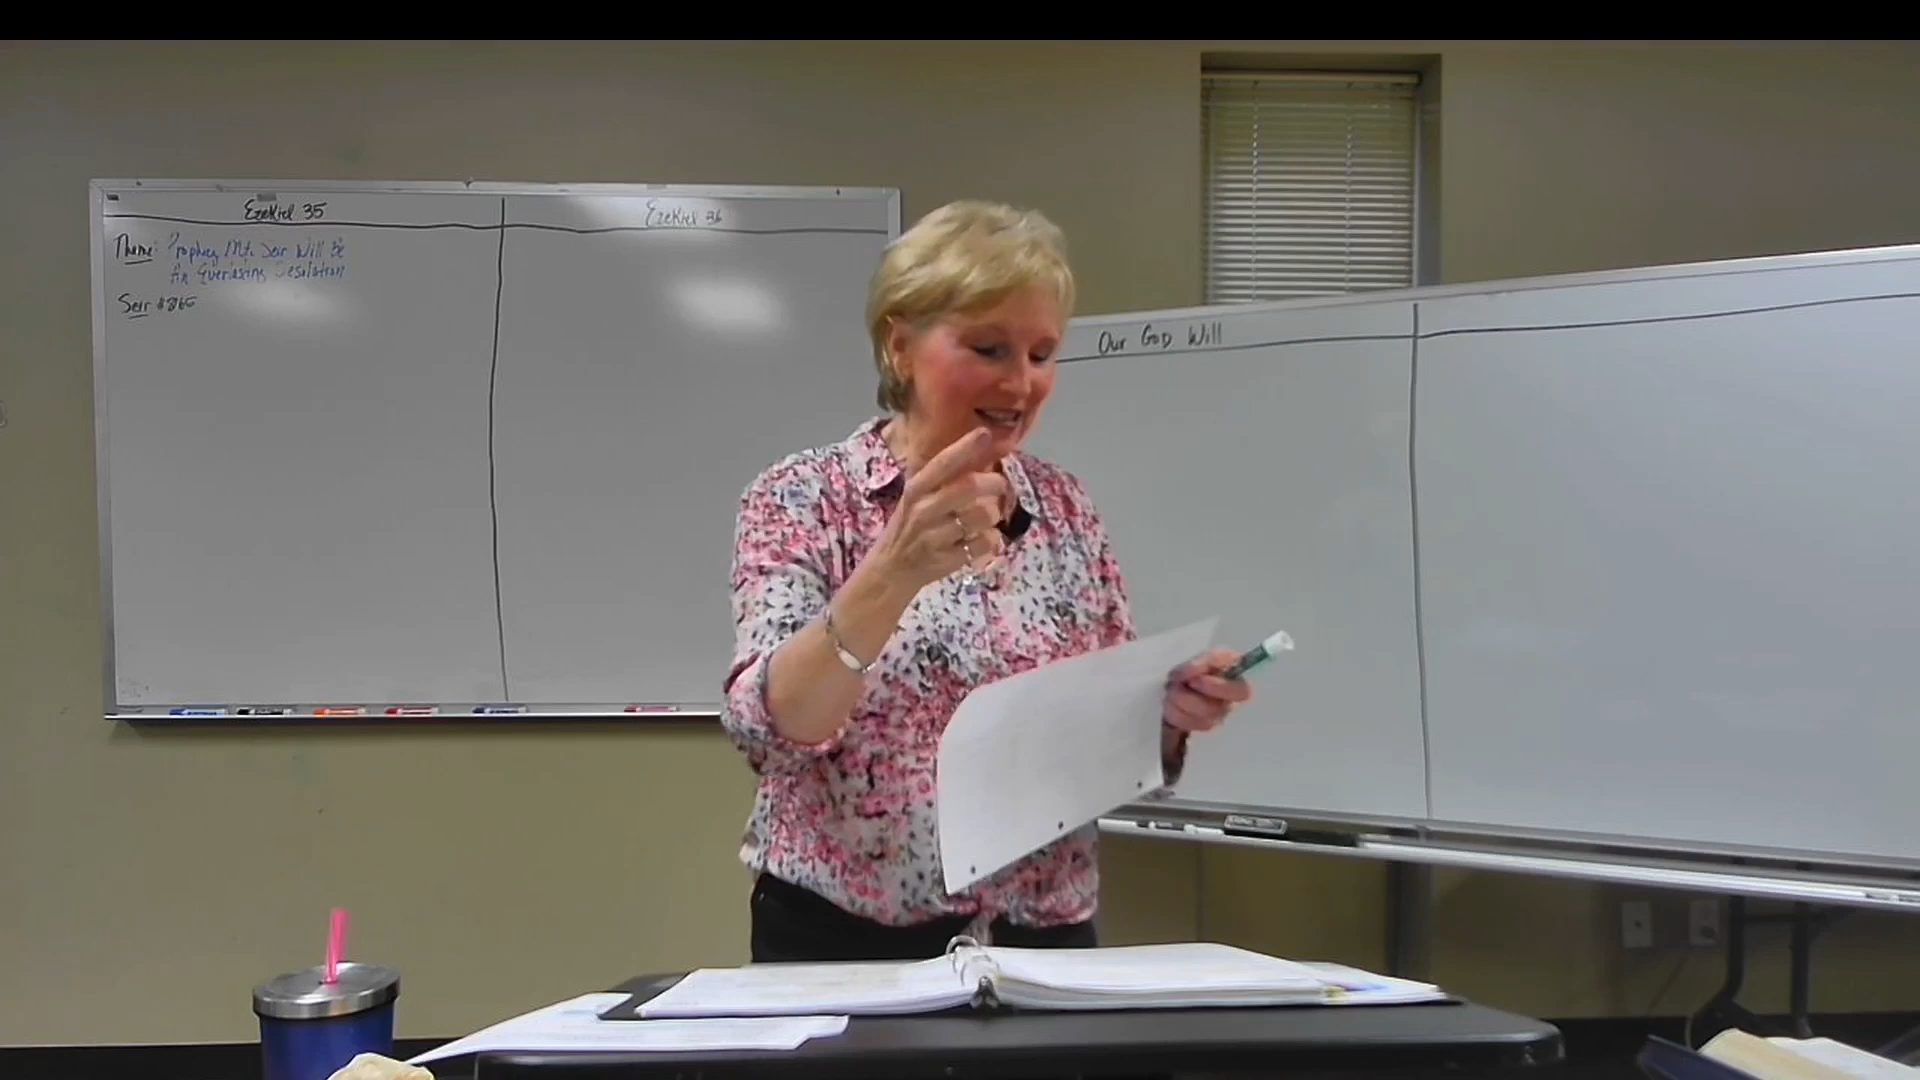 Ezekiel 35
Ezekiel 36
Theme: Prophecy Mt. Seir Will Be
An Everlasting Desolation
Seir #8165
Our GOD Will